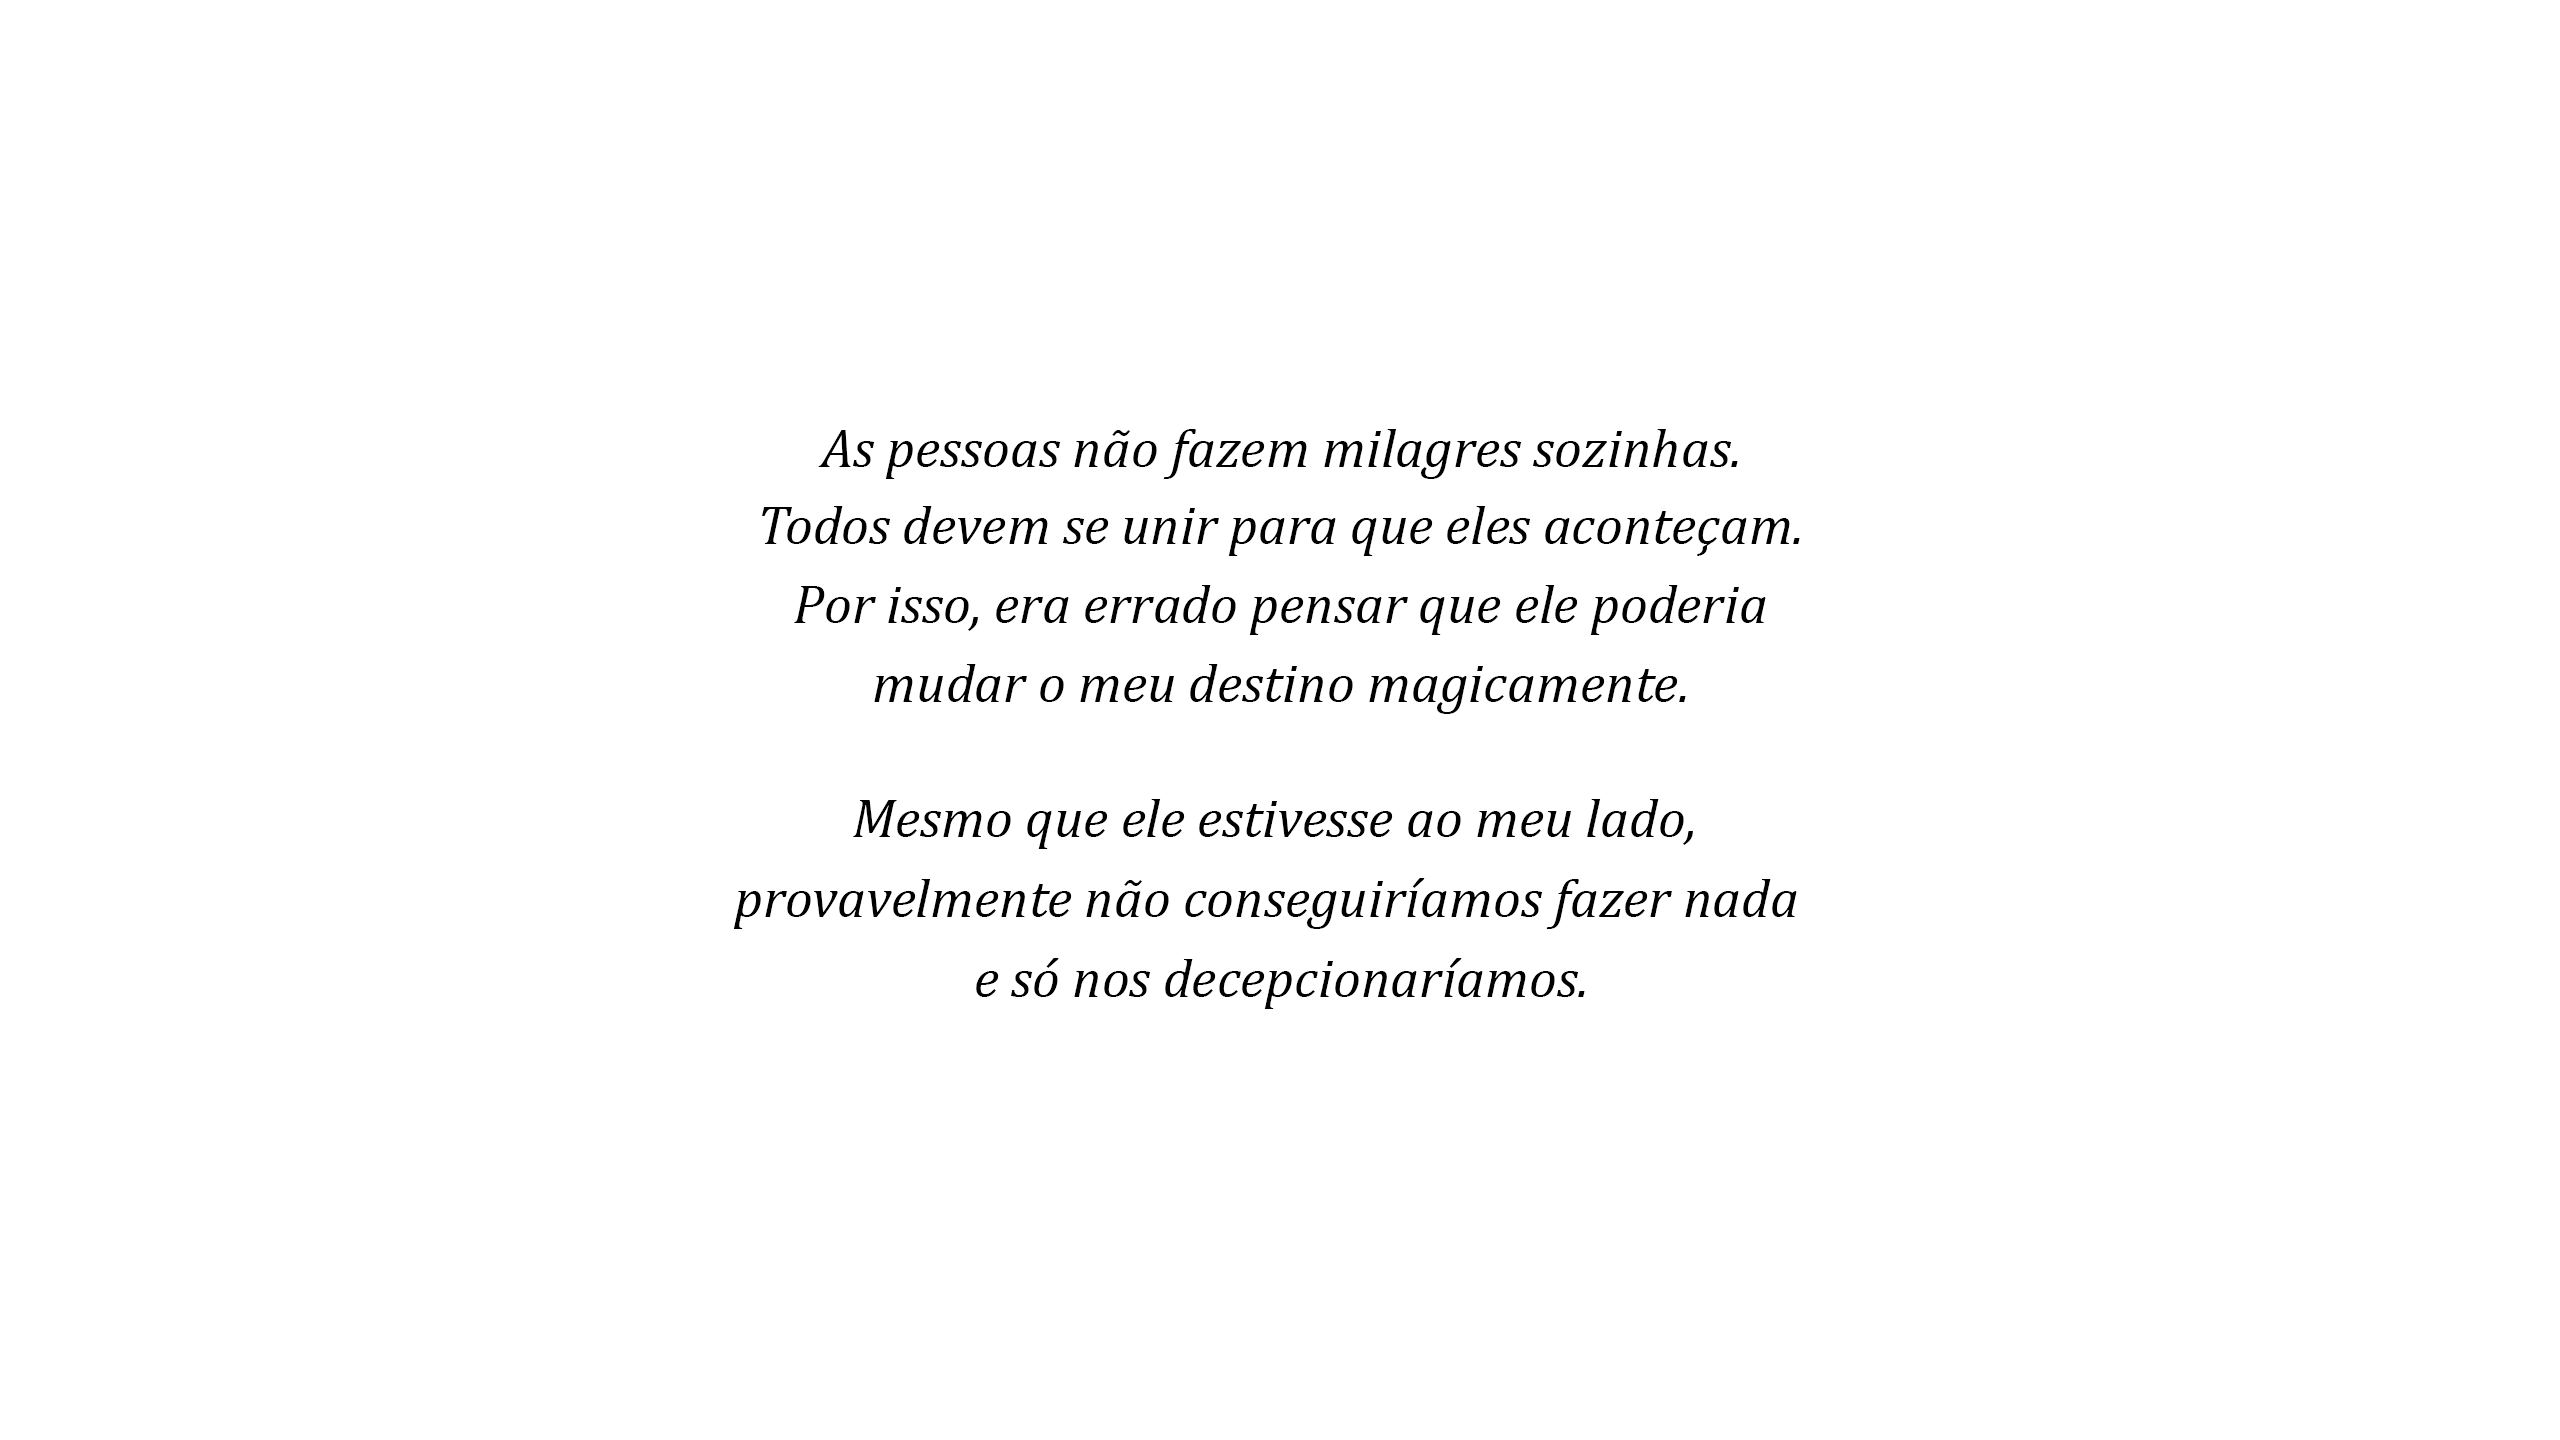 As pessoas não fazem milagres sozinhas.
Todos devem se unir para que eles aconteçam.
Por isso, era errado pensar que ele poderia
mudar o meu destino magicamente.
Mesmo que ele estivesse ao meu lado,
provavelmente não conseguiríamos fazer nada
e só nos decepcionaríamos.